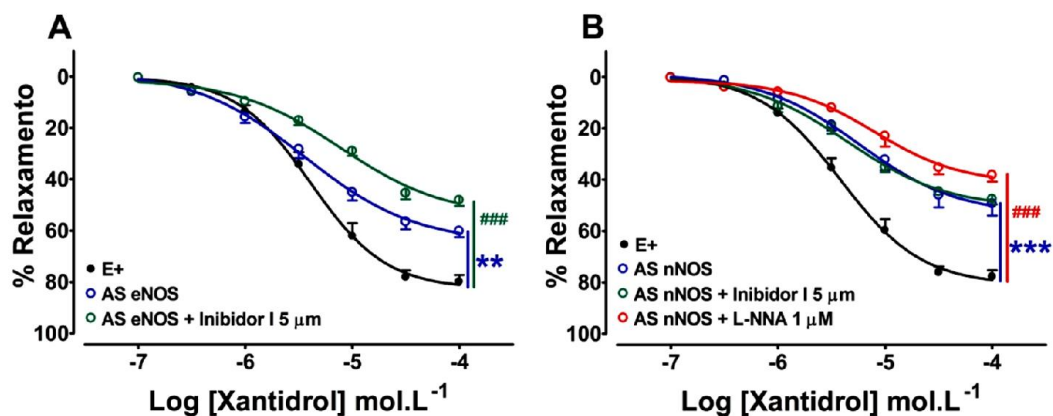 A
% Relaxamento
0
20
40
60
80
100
###
**
E+
AS eNOS
AS eNOS + Inibidor I 5 μm
-7
-6
-5
-4
Log [Xantidrol] mol.L⁻¹
B
% Relaxamento
0
20
40
60
80
100
###
***
E+
AS nNOS
AS nNOS + Inibidor I 5 μm
AS nNOS + L-NNA 1 μM
-7
-6
-5
-4
Log [Xantidrol] mol.L⁻¹